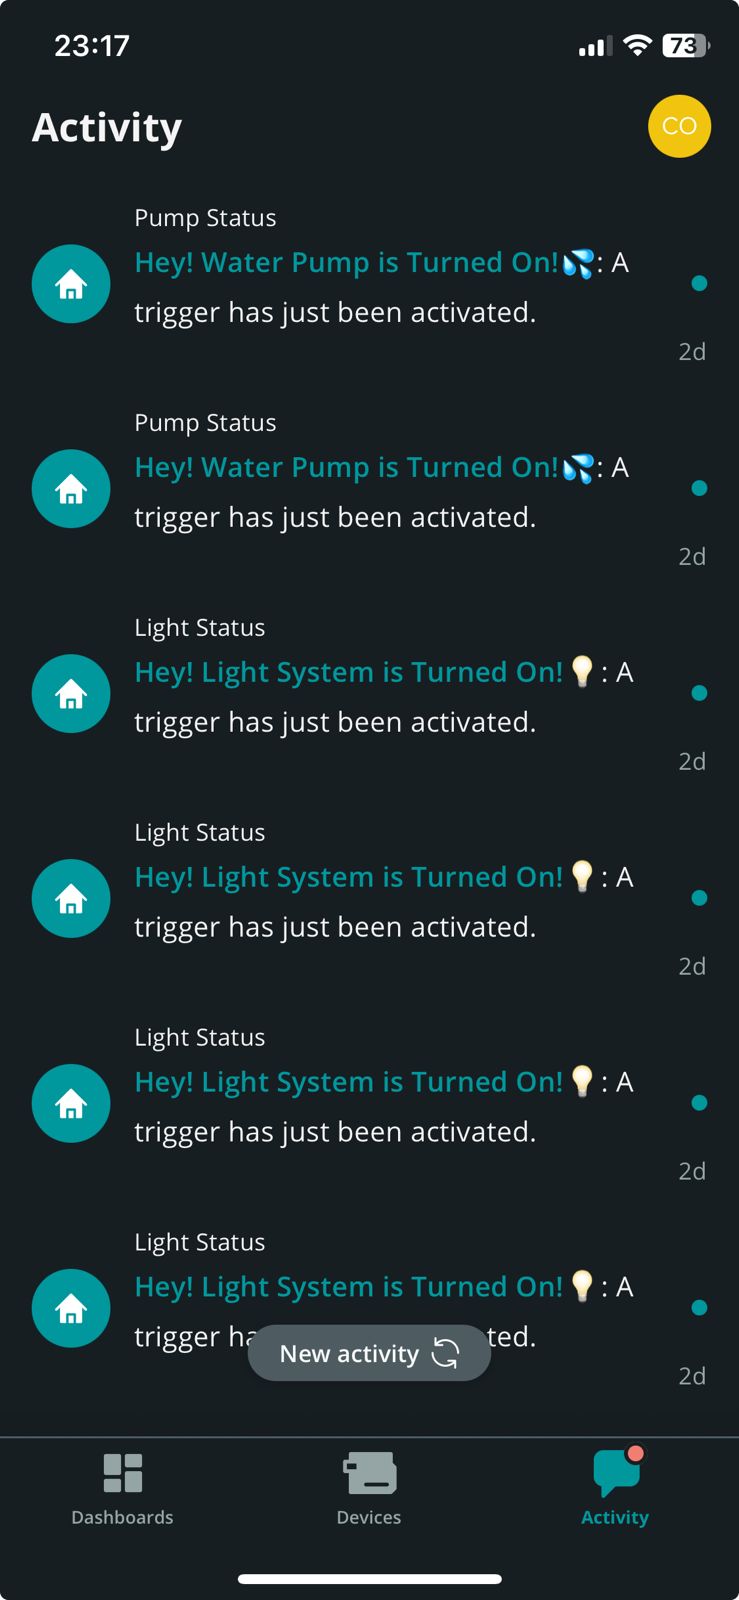 23:17
73
Activity
CO
Pump Status
Hey! Water Pump is Turned On!💦: A
trigger has just been activated.
2d
Pump Status
Hey! Water Pump is Turned On!💦: A
trigger has just been activated.
2d
Light Status
Hey! Light System is Turned On!💡: A
trigger has just been activated.
2d
Light Status
Hey! Light System is Turned On!💡: A
trigger has just been activated.
2d
Light Status
Hey! Light System is Turned On!💡: A
trigger has just been activated.
2d
Light Status
Hey! Light System is Turned On!💡: A
trigger ha ted.
New activity
2d
Dashboards
Devices
Activity